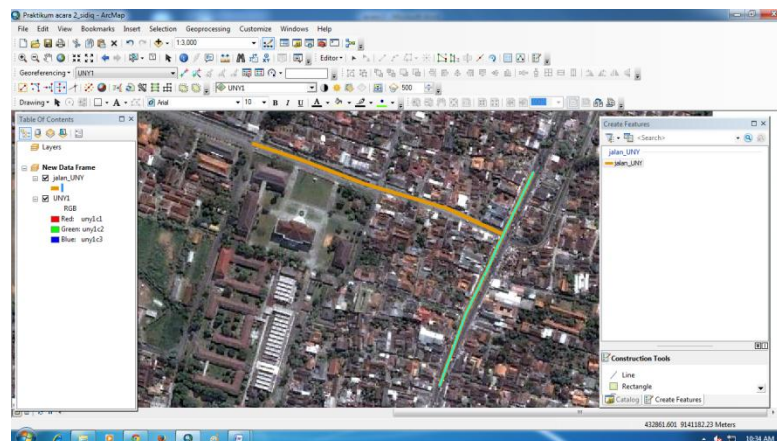 Praktikum acara 2_sidiq - ArcMap
File Edit View Bookmarks Insert Selection Geoprocessing Customize Windows Help
1:3,000
Editor
Georeferencing UNY1
UNY1 500
Drawing A Arial 10 B I U A
Table Of Contents
Layers
New Data Frame
jalan_UNY
UNY1
RGB
Red: uny1c1
Green: uny1c2
Blue: uny1c3
Create Features
<Search>
jalan_UNY
jalan_UNY
Construction Tools
Line
Rectangle
Catalog Create Features
432861.601 9141182.23 Meters
10:34 AM